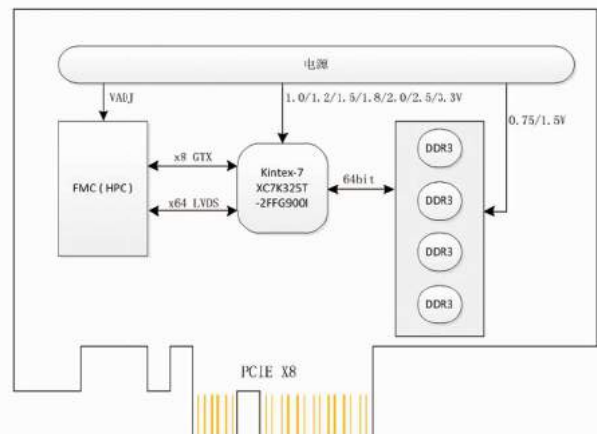 电源
VADJ
1.0/1.2/1.5/1.8/2.0/2.5/3.3V
0.75/1.5V
FMC(HPC)
x8 GTX
x64 LVDS
Kintex-7
XC7K325T
-2FFG900I
64bit
DDR3
DDR3
DDR3
DDR3
PCIE X8